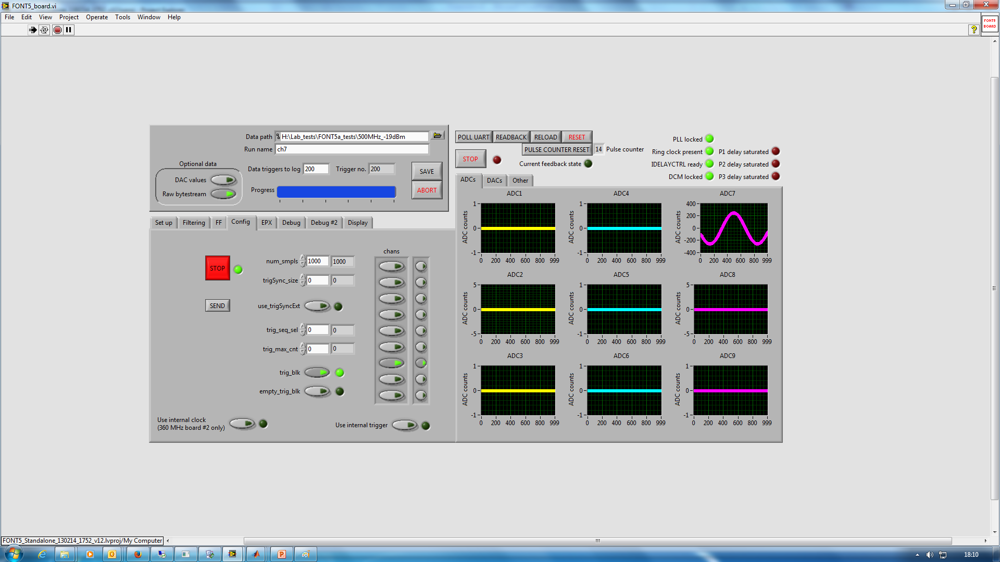 FONT5_board.vi
File Edit View Project Operate Tools Window Help
FONT5
BOARD
?
Data path H:\Lab_tests\FONT5a_tests\500MHz_-19dBm
Run name ch7
Optional data
DAC values
Raw bytestream
Data triggers to log 200 Trigger no. 200
Progress
SAVE
ABORT
POLL UART READBACK RELOAD RESET
PULSE COUNTER RESET 14 Pulse counter
STOP
Current feedback state
PLL locked
Ring clock present P1 delay saturated
IDELAYCTRL ready P2 delay saturated
DCM locked P3 delay saturated
Set up Filtering FF Config EPX Debug Debug #2 Display
STOP
SEND
num_smpls 1000 1000
trigSync_size 0 0
use_trigSyncExt
trig_seq_sel 0 0
trig_max_cnt 0 0
trig_blk
empty_trig_blk
chans
Use internal clock
(360 MHz board #2 only)
Use internal trigger
ADCs DACs Other
ADC1
ADC counts
1
0
-1
0 200 400 600 800 999
ADC4
ADC counts
1
0
-1
0 200 400 600 800 999
ADC7
ADC counts
400
200
0
-200
-400
0 200 400 600 800 999
ADC2
ADC counts
5
0
-5
0 200 400 600 800 999
ADC5
ADC counts
1
0
-1
0 200 400 600 800 999
ADC8
ADC counts
5
0
-5
0 200 400 600 800 999
ADC3
ADC counts
1
0
-1
0 200 400 600 800 999
ADC6
ADC counts
1
0
-1
0 200 400 600 800 999
ADC9
ADC counts
1
0
-1
0 200 400 600 800 999
FONT5_Standalone_130214_1752_v12.lvproj/My Computer
18:10